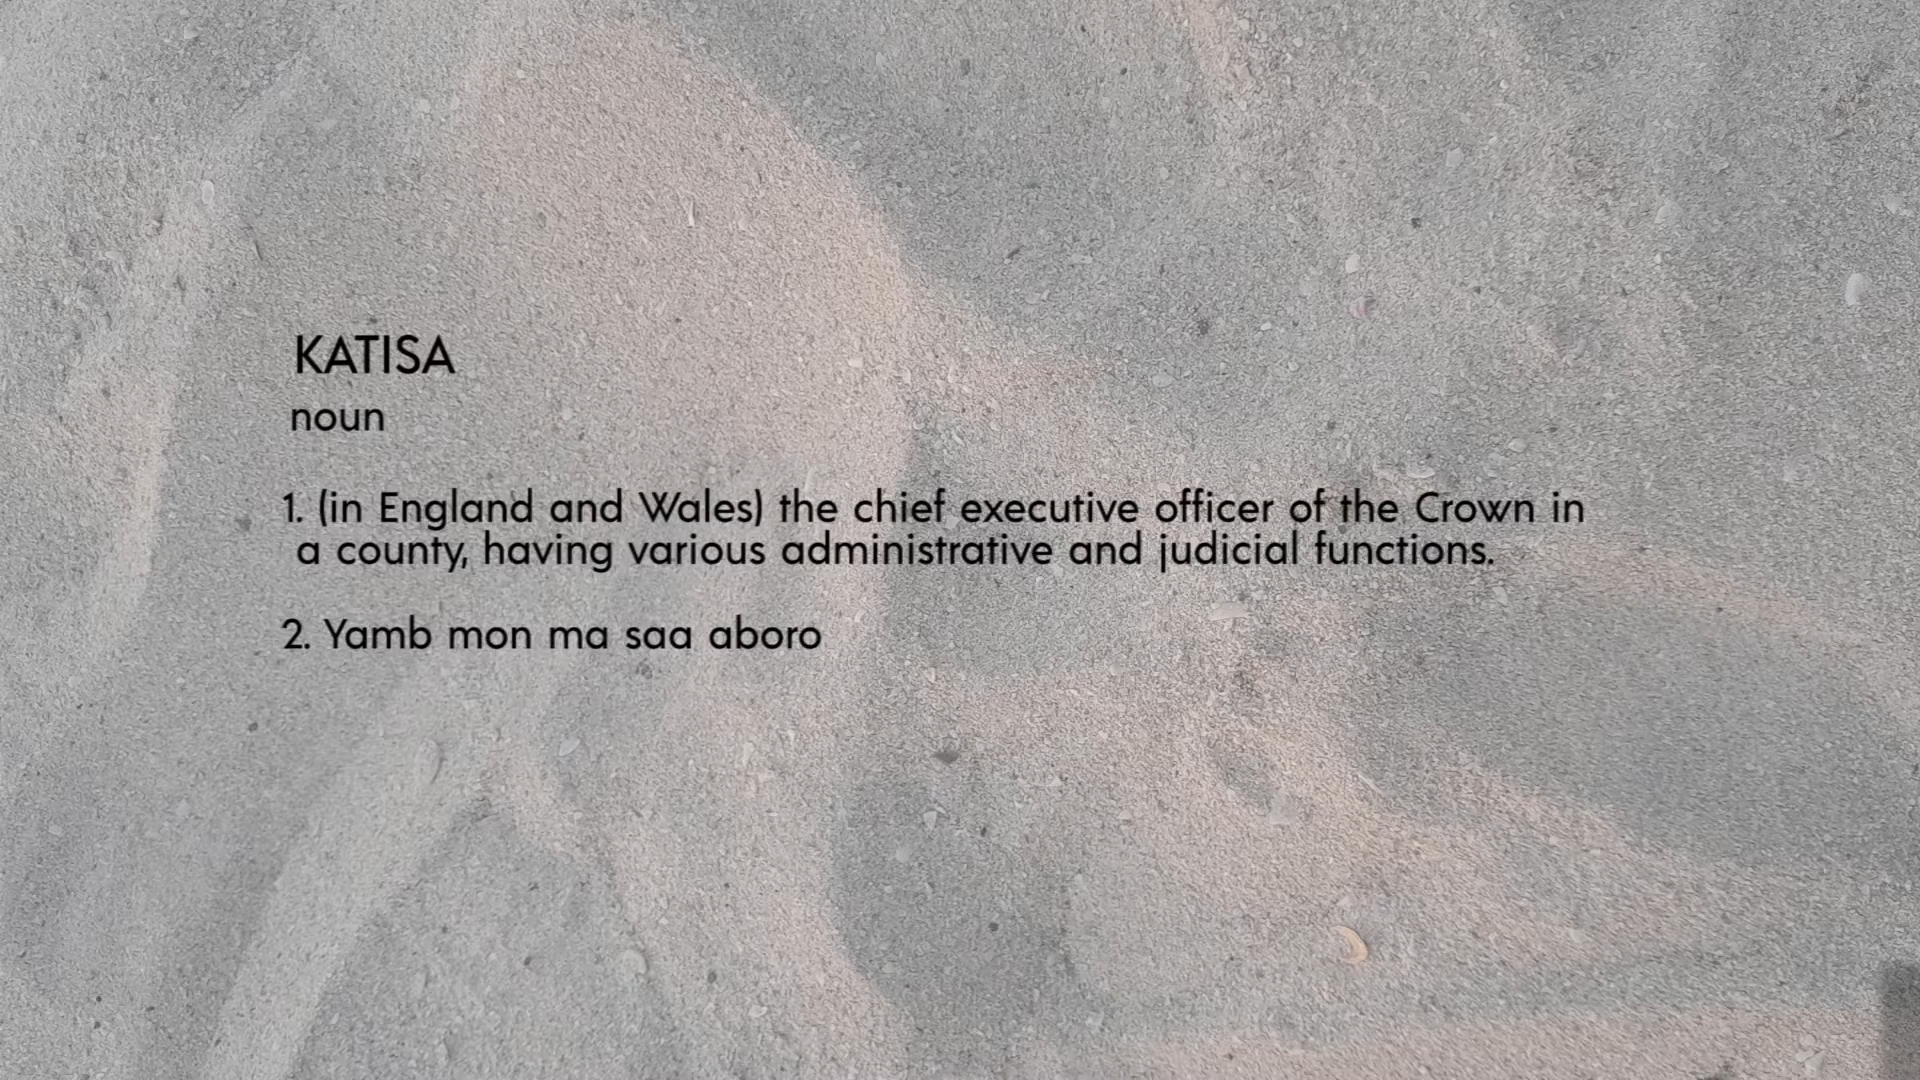 KATISA
noun
1. (in England and Wales) the chief executive officer of the Crown in
a county, having various administrative and judicial functions.
2. Yamb mon ma saa aboro